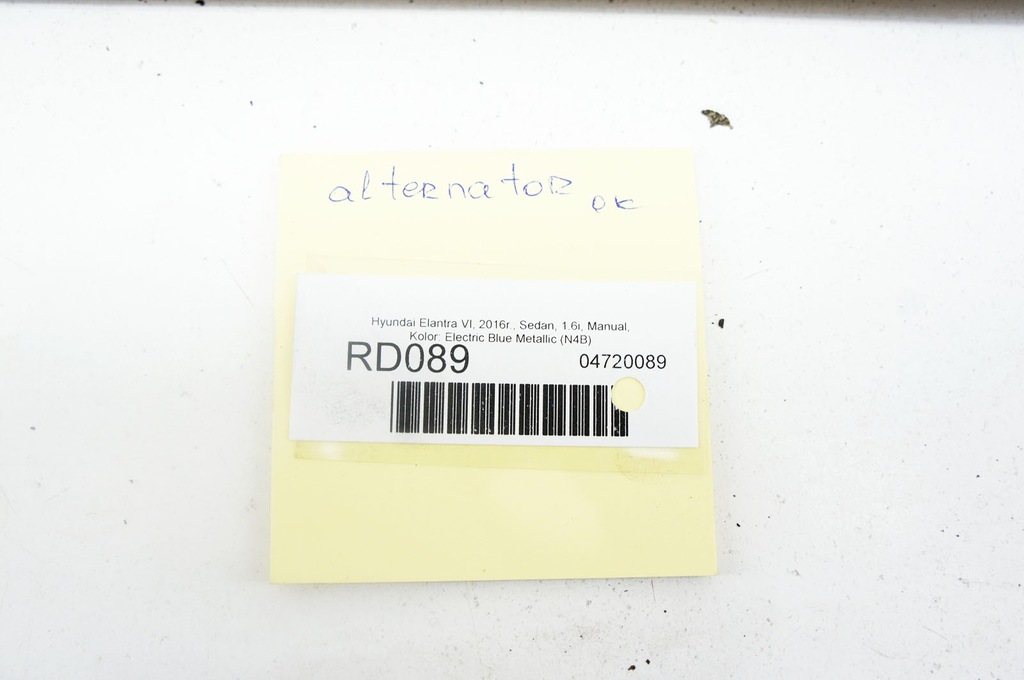 alternator OK
Hyundai Elantra VI, 2016r., Sedan, 1.6i, Manual,
Kolor: Electric Blue Metallic (N4B)
RD089 04720089